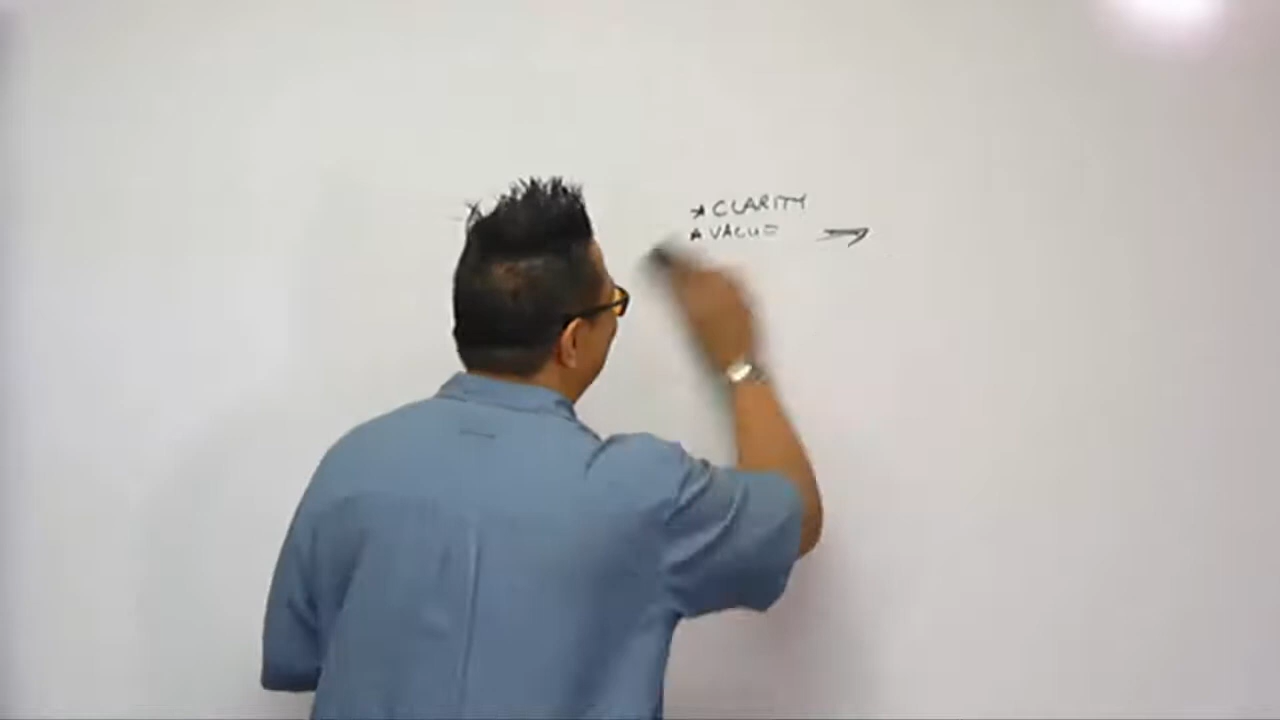 * CLARITY
* VALUE →